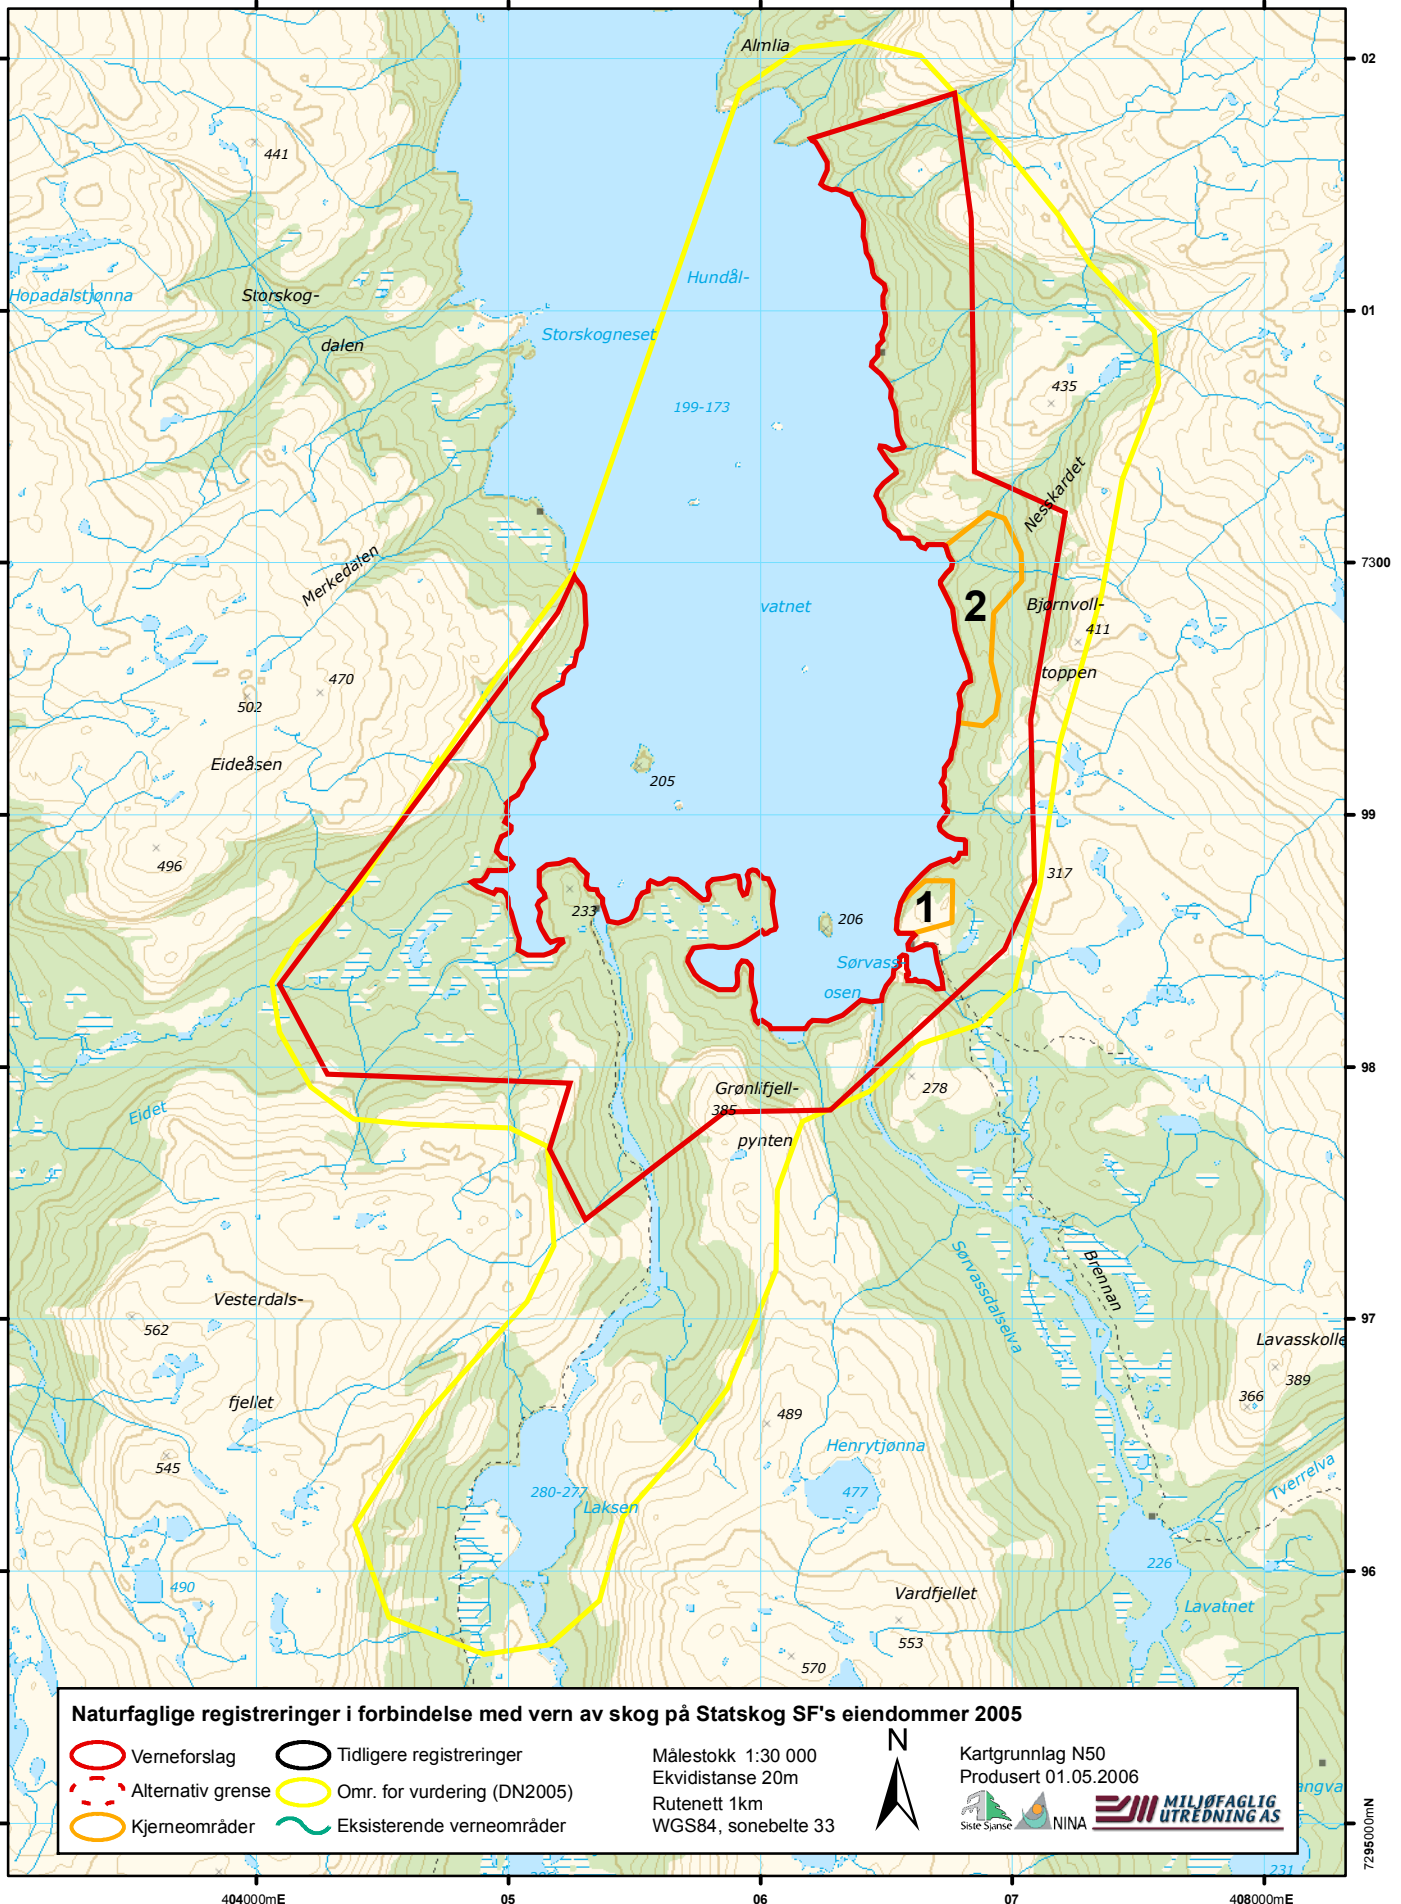 Almlia
02
441
Hopadalstjønna
Storskog-
dalen
Hundål-
Storskogneset
01
199-173
435
Nesskardet
Merkedalen
7300
vatnet
2
Bjørnvoll-
411
toppen
470
502
Eideåsen
205
99
496
317
233
1
206
Sørvass-
osen
98
Grønlifjell-
385
pynten
278
Eidet
Sørvassdalselva
Brennan
Vesterdals-
562
97
Lavasskolle
389
366
fjellet
489
Henrytjønna
545
477
280-277
Laksen
Tverrelva
226
490
96
Vardfjellet
Lavatnet
553
570
Naturfaglige registreringer i forbindelse med vern av skog på Statskog SF's eiendommer 2005
Verneforslag
Tidligere registreringer
Alternativ grense
Omr. for vurdering (DN2005)
Kjerneområder
Eksisterende verneområder
Målestokk 1:30 000
Ekvidistanse 20m
Rutenett 1km
WGS84, sonebelte 33
N
Kartgrunnlag N50
Produsert 01.05.2006
Siste Sjanse
NINA
MILJØFAGLIG
UTREDNING AS
angva
231
7295000mN
404000mE
05
06
07
408000mE